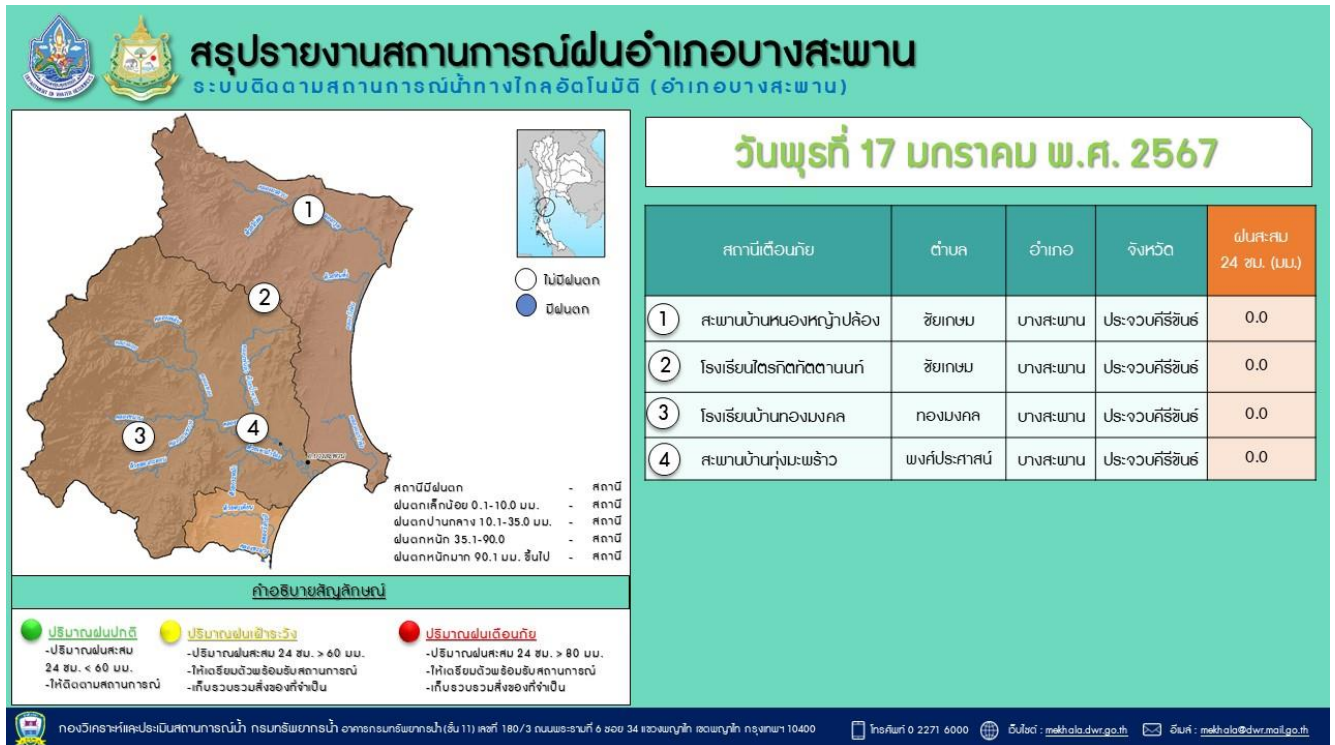 สรุปรายงานสถานการณ์ฝนอำเภอบางสะพาน
ระบบติดตามสถานการณ์น้ำทางไกลอัตโนมัติ (อำเภอบางสะพาน)
1
2
3
4
ไม่มีฝนตก
มีฝนตก
สถานีมีฝนตก - สถานี
ฝนตกเล็กน้อย 0.1-10.0 มม. - สถานี
ฝนตกปานกลาง 10.1-35.0 มม. - สถานี
ฝนตกหนัก 35.1-90.0 - สถานี
ฝนตกหนักมาก 90.1 มม. ขึ้นไป - สถานี
คำอธิบายสัญลักษณ์
ปริมาณฝนปกติ
-ปริมาณฝนสะสม
24 ชม. < 60 มม.
-ให้ติดตามสถานการณ์
ปริมาณฝนเฝ้าระวัง
-ปริมาณฝนสะสม 24 ชม. > 60 มม.
-ให้เตรียมตัวพร้อมรับสถานการณ์
-เก็บรวบรวมสิ่งของที่จำเป็น
ปริมาณฝนเตือนภัย
-ปริมาณฝนสะสม 24 ชม. > 80 มม.
-ให้เตรียมตัวพร้อมรับสถานการณ์
-เก็บรวบรวมสิ่งของที่จำเป็น
วันพุธที่ 17 มกราคม พ.ศ. 2567
สถานีเตือนภัย ตำบล อำเภอ จังหวัด ฝนสะสม
24 ชม. (มม.)
1 สะพานบ้านหนองหญ้าปล้อง ชัยเกษม บางสะพาน ประจวบคีรีขันธ์ 0.0
2 โรงเรียนไตรกิตทัตตานนท์ ชัยเกษม บางสะพาน ประจวบคีรีขันธ์ 0.0
3 โรงเรียนบ้านทองมงคล ทองมงคล บางสะพาน ประจวบคีรีขันธ์ 0.0
4 สะพานบ้านทุ่งมะพร้าว พงศ์ประศาสน์ บางสะพาน ประจวบคีรีขันธ์ 0.0
กองวิเคราะห์และประเมินสถานการณ์น้ำ กรมทรัพยากรน้ำ อาคารกรมทรัพยากรน้ำ (ชั้น 11) เลขที่ 180/3 ถนนพระรามที่ 6 ซอย 34 แขวงพญาไท เขตพญาไท กรุงเทพฯ 10400 โทรศัพท์ 0 2271 6000 เว็บไซต์ : mekhala.dwr.go.th อีเมล์ : mekhala@dwr.mail.go.th